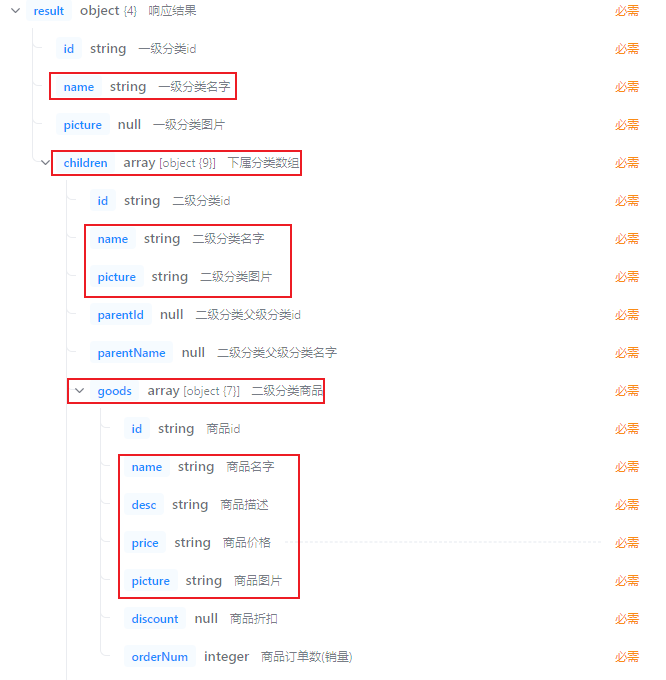 result object {4} 响应结果 必需
id string 一级分类id 必需
name string 一级分类名字 必需
picture null 一级分类图片 必需
children array [object {9}] 下属分类数组 必需
id string 二级分类id 必需
name string 二级分类名字 必需
picture string 二级分类图片 必需
parentId null 二级分类父级分类id 必需
parentName null 二级分类父级分类名字 必需
goods array [object {7}] 二级分类商品 必需
id string 商品id 必需
name string 商品名字 必需
desc string 商品描述 必需
price string 商品价格 必需
picture string 商品图片 必需
discount null 商品折扣 必需
orderNum integer 商品订单数(销量) 必需